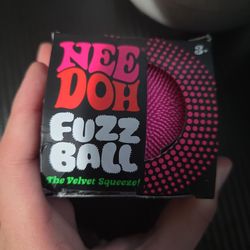 3+
NEE
DOH
FUZZ
BALL
The Velvet Squeeze!